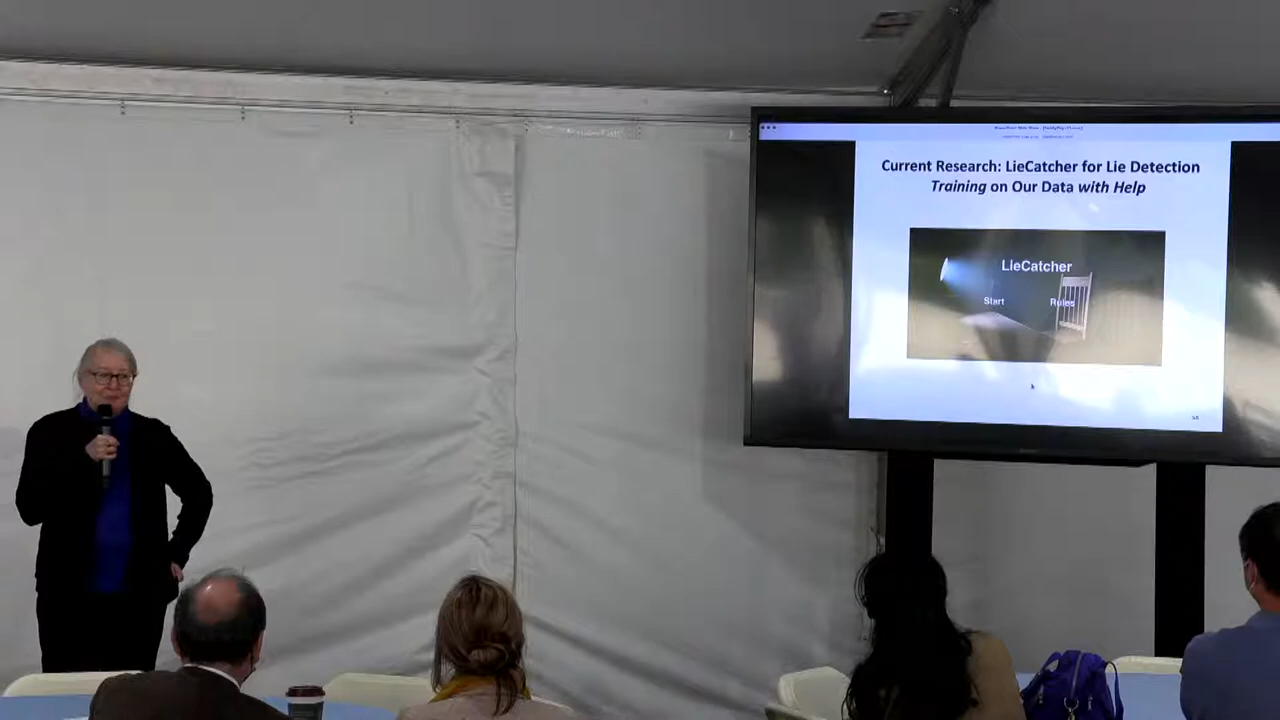 Current Research: LieCatcher for Lie Detection
Training on Our Data with Help
LieCatcher
Start
Rules